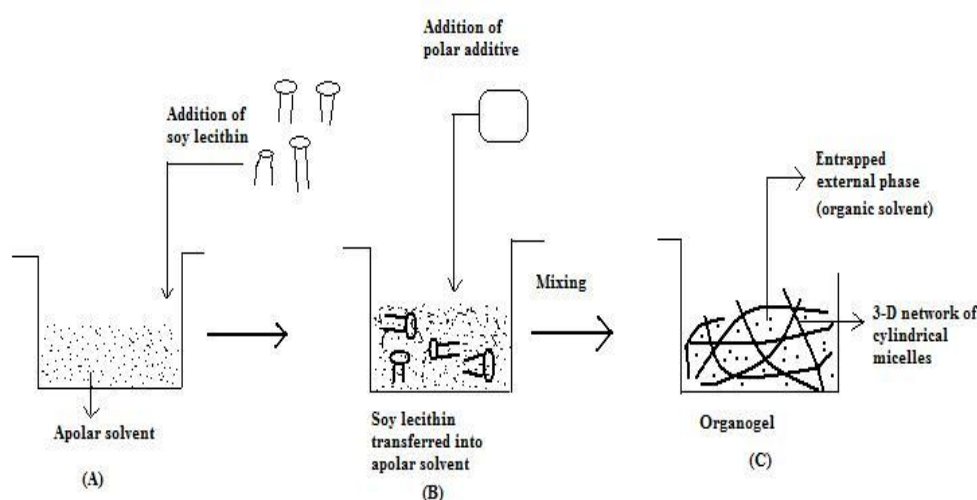 Addition of
polar additive
Addition of
soy lecithin
Entrapped
external phase
(organic solvent)
Mixing
3-D network of
cylindrical
micelles
Apolar solvent
Soy lecithin
transferred into
apolar solvent
Organogel
(A)
(B)
(C)